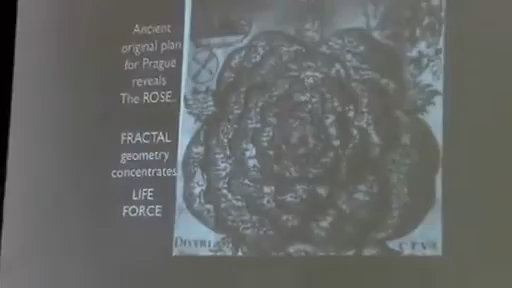 Ancient
original plan
for Prague
reveals
The ROSE..
FRACTAL
geometry
concentrates
LIFE
FORCE